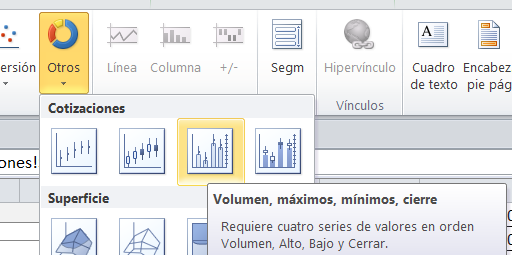 ersión
Otros
Línea
Columna
+/-
Segm
Hipervínculo
Vínculos
Cuadro
de texto
Encabez
pie pág
Cotizaciones
ones!
Superficie
Volumen, máximos, mínimos, cierre
Requiere cuatro series de valores en orden
Volumen, Alto, Bajo y Cerrar.